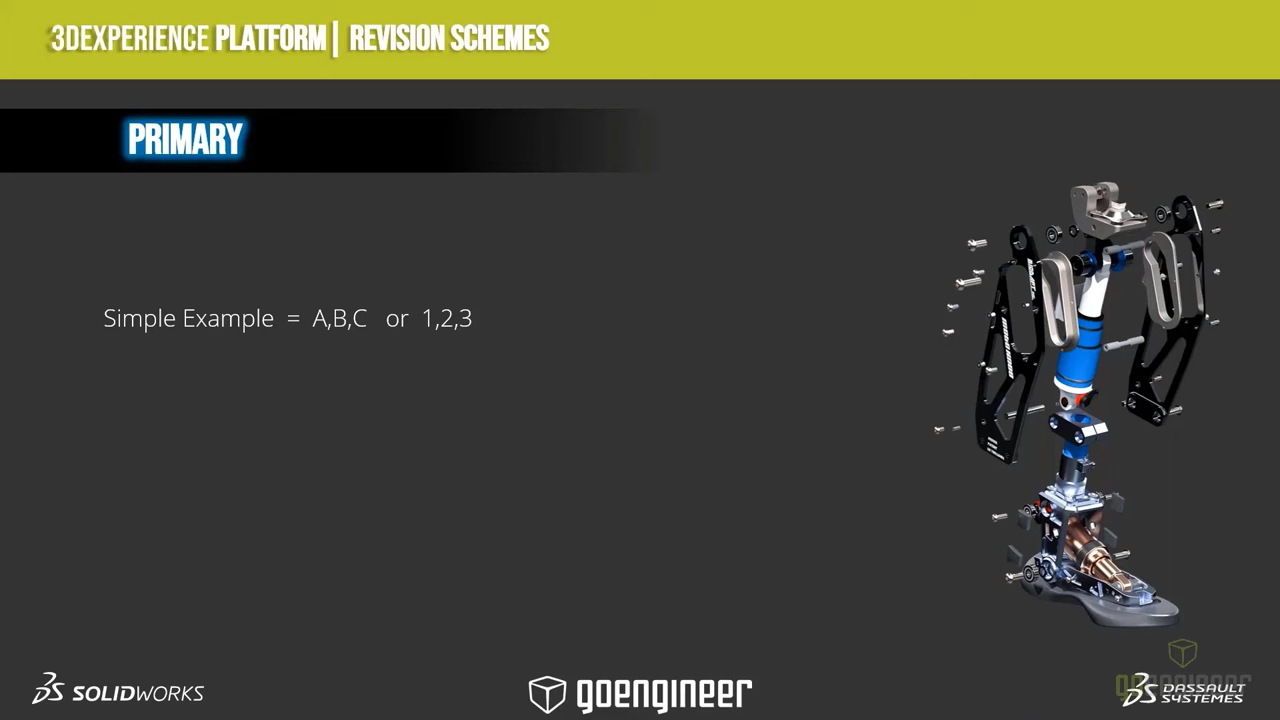 3DEXPERIENCE PLATFORM | REVISION SCHEMES
PRIMARY
Simple Example = A,B,C or 1,2,3
SOLIDWORKS
goengineer
DASSAULT
SYSTEMES